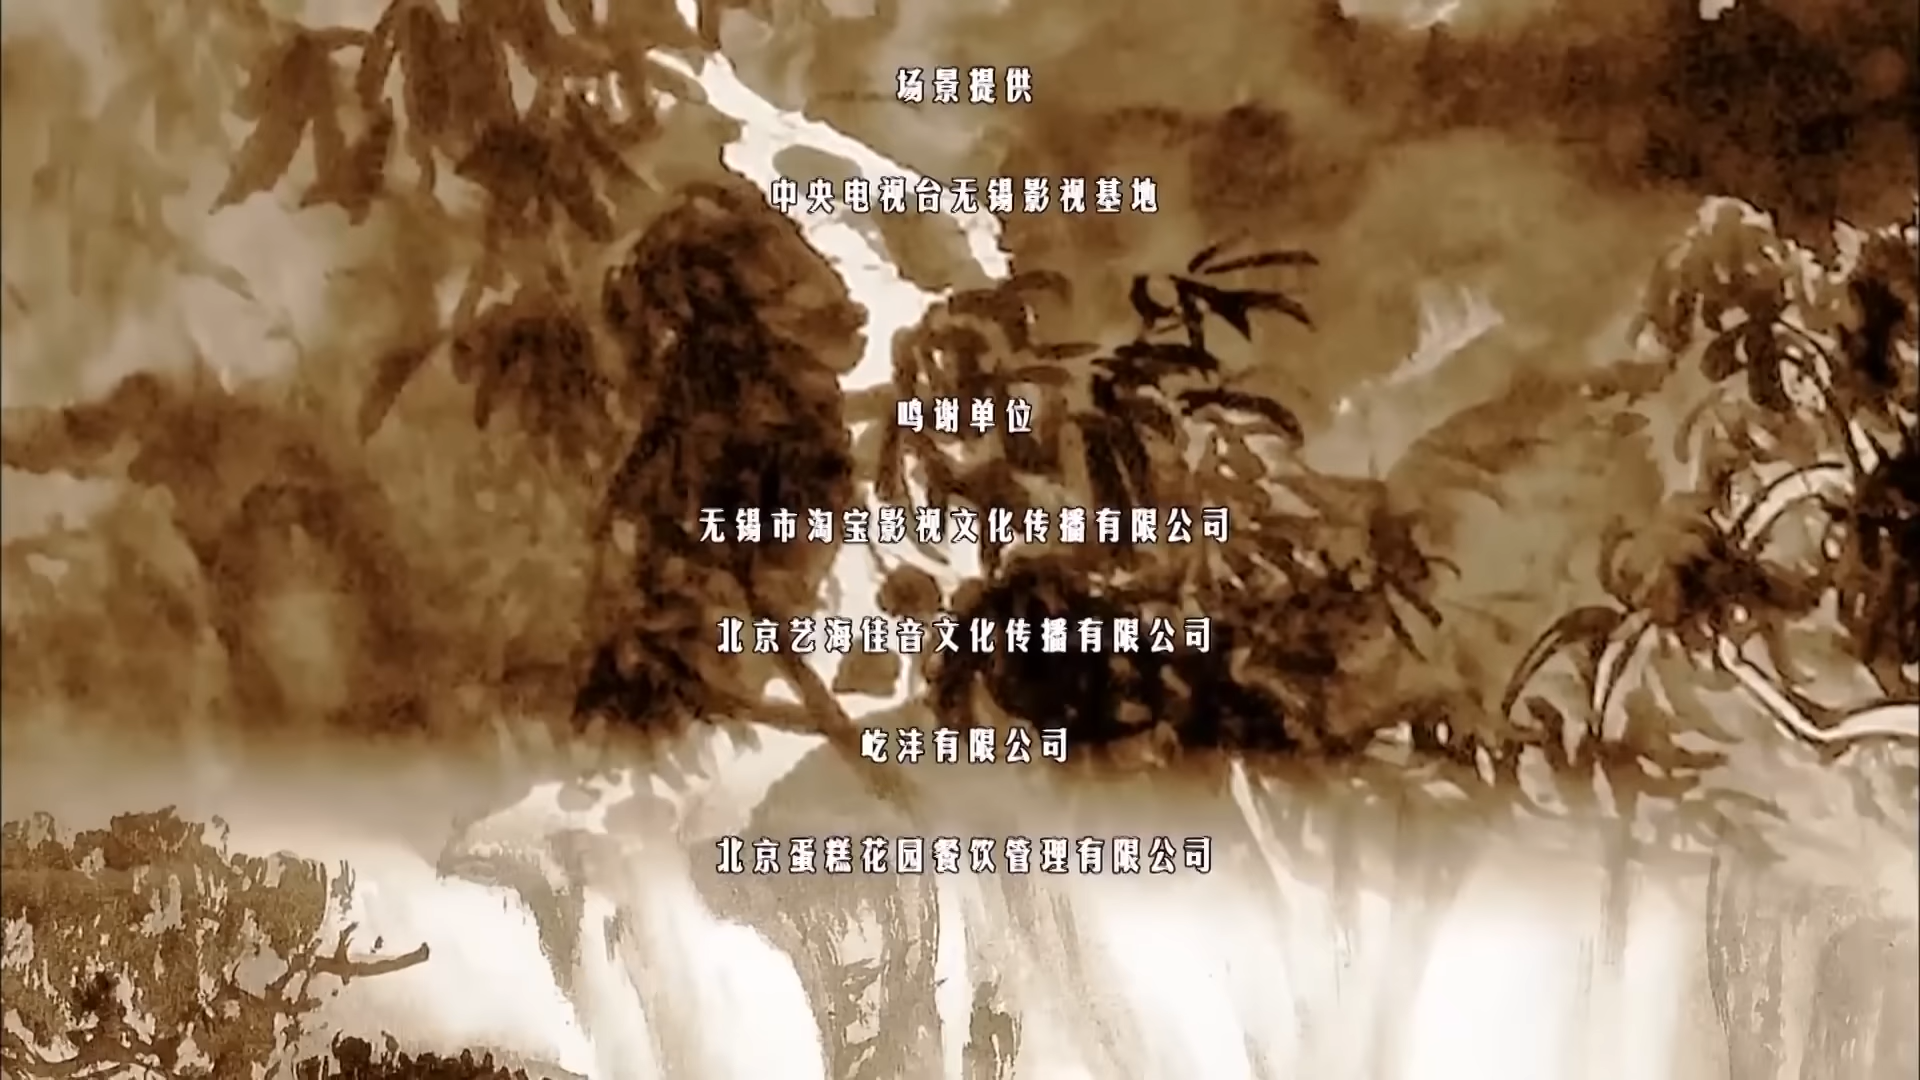 场景提供
中央电视台无锡影视基地
鸣谢单位
无锡市淘宝影视文化传播有限公司
北京艺海佳音文化传播有限公司
屹沣有限公司
北京蛋糕花园餐饮管理有限公司